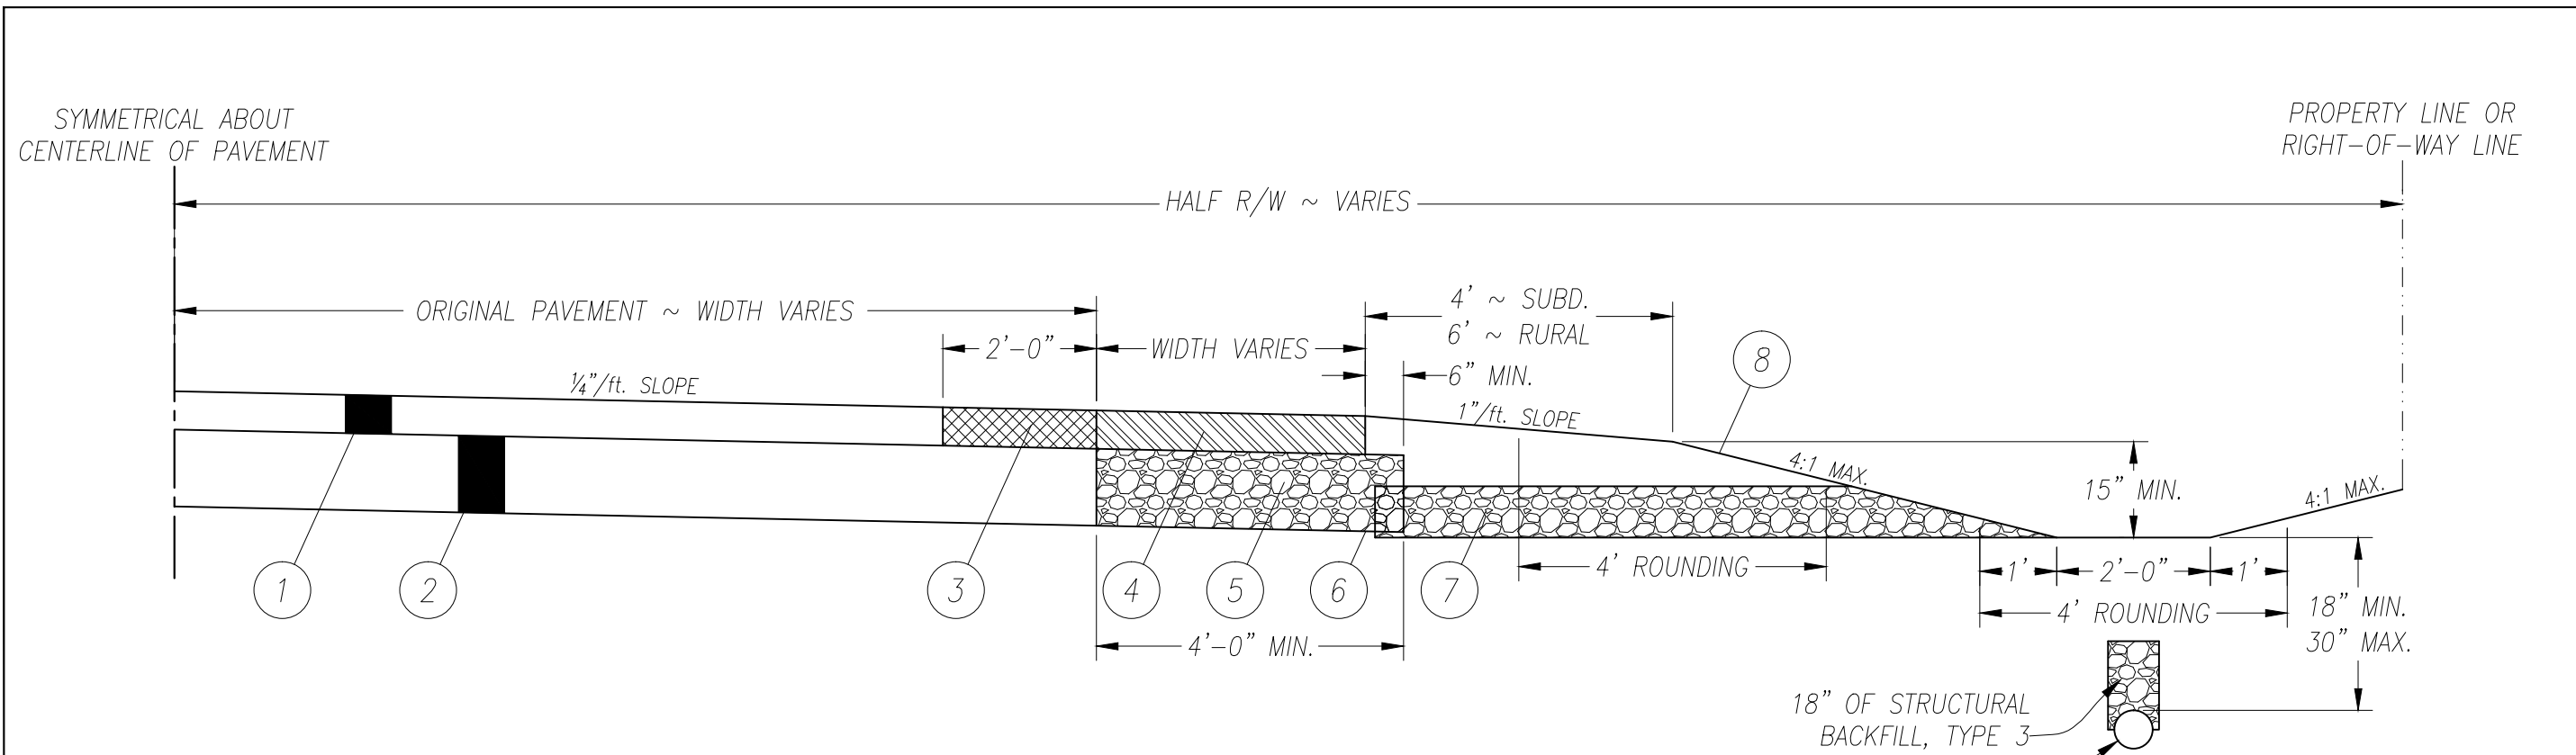 SYMMETRICAL ABOUT
CENTERLINE OF PAVEMENT
PROPERTY LINE OR
RIGHT-OF-WAY LINE
HALF R/W ~ VARIES
ORIGINAL PAVEMENT ~ WIDTH VARIES
4' ~ SUBD.
6' ~ RURAL
2'-0"
WIDTH VARIES
6" MIN.
8
1/4"/ft. SLOPE
1"/ft. SLOPE
4:1 MAX.
15" MIN.
4:1 MAX.
1
2
3
4
5
6
7
4' ROUNDING
1'
2'-0"
1'
4' ROUNDING
18" MIN.
30" MAX.
4'-0" MIN.
18" OF STRUCTURAL
BACKFILL, TYPE 3